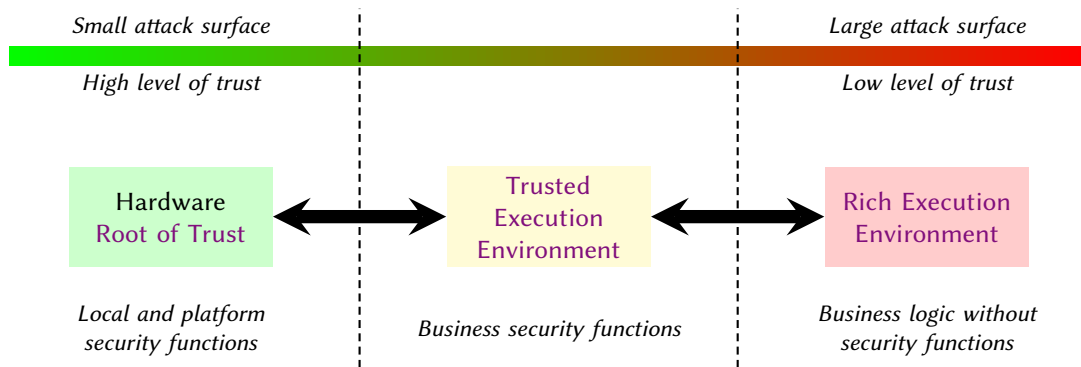 Small attack surface
Large attack surface
High level of trust
Low level of trust
Hardware
Root of Trust
Trusted
Execution
Environment
Rich Execution
Environment
Local and platform
security functions
Business security functions
Business logic without
security functions